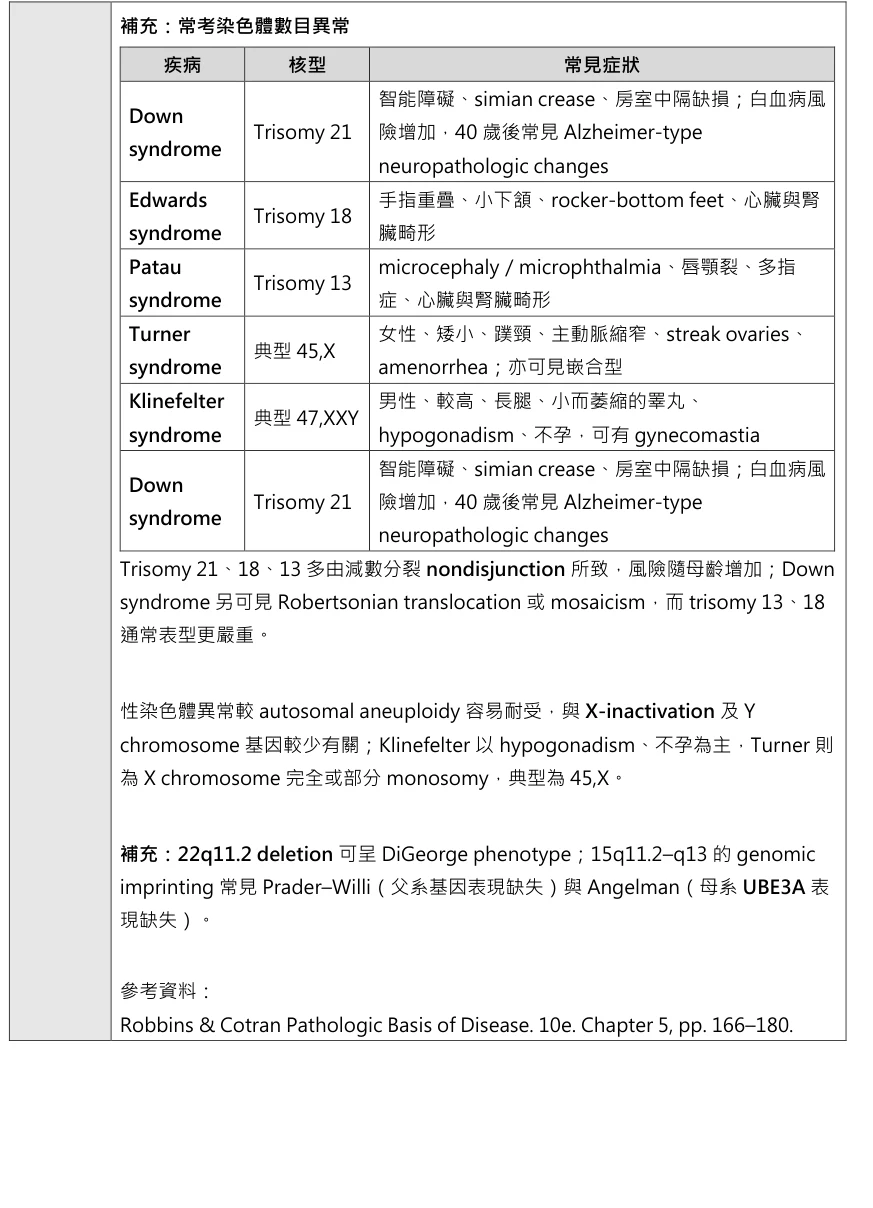 補充：常考染色體數目異常
疾病 核型 常見症狀
Down syndrome Trisomy 21 智能障礙、simian crease、房室中隔缺損；白血病風
險增加，40 歲後常見 Alzheimer-type
neuropathologic changes
Edwards syndrome Trisomy 18 手指重疊、小下頷、rocker-bottom feet、心臟與腎
臟畸形
Patau syndrome Trisomy 13 microcephaly / microphthalmia、唇顎裂、多指
症、心臟與腎臟畸形
Turner syndrome 典型 45,X 女性、矮小、蹼頸、主動脈縮窄、streak ovaries、
amenorrhea；亦可見嵌合型
Klinefelter syndrome 典型 47,XXY 男性、較高、長腿、小而萎縮的睪丸、
hypogonadism、不孕，可有 gynecomastia
Down syndrome Trisomy 21 智能障礙、simian crease、房室中隔缺損；白血病風
險增加，40 歲後常見 Alzheimer-type
neuropathologic changes
Trisomy 21、18、13 多由減數分裂 nondisjunction 所致，風險隨母齡增加；Down
syndrome 另可見 Robertsonian translocation 或 mosaicism，而 trisomy 13、18
通常表型更嚴重。
性染色體異常較 autosomal aneuploidy 容易耐受，與 X-inactivation 及 Y
chromosome 基因較少有關；Klinefelter 以 hypogonadism、不孕為主，Turner 則
為 X chromosome 完全或部分 monosomy，典型為 45,X。
補充：22q11.2 deletion 可呈 DiGeorge phenotype；15q11.2–q13 的 genomic
imprinting 常見 Prader–Willi（父系基因表現缺失）與 Angelman（母系 UBE3A 表
現缺失）。
參考資料：
Robbins & Cotran Pathologic Basis of Disease. 10e. Chapter 5, pp. 166–180.